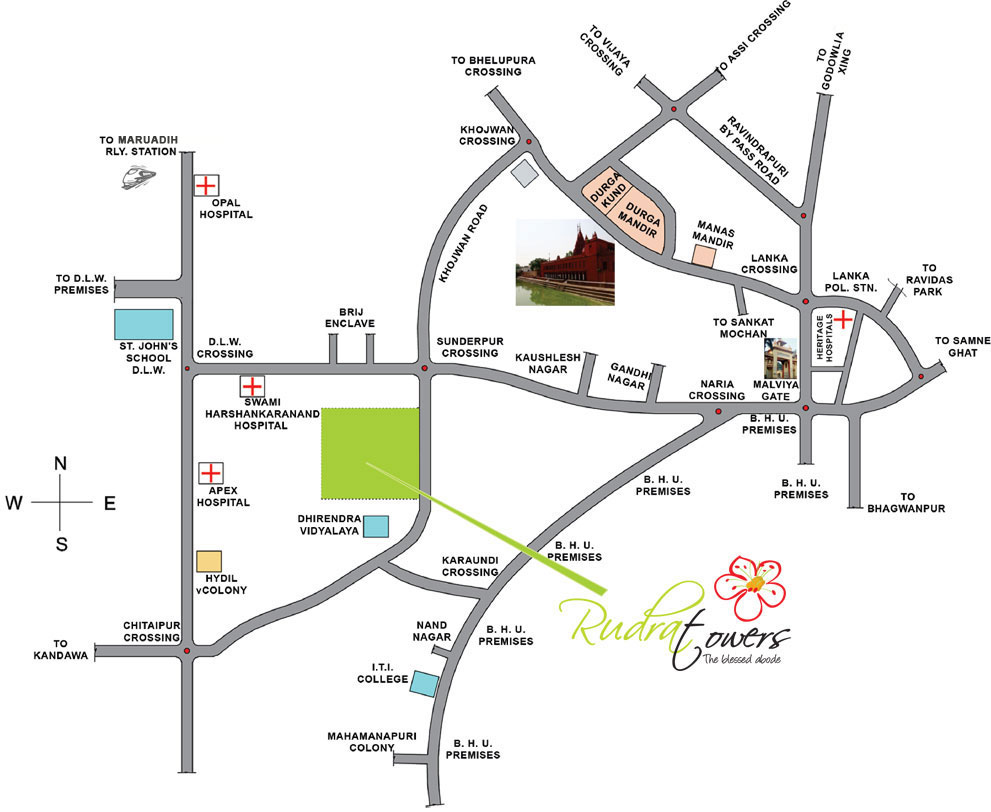 TO VIJAYA
CROSSING
TO ASSI CROSSING
TO
GODOWLIA
XING
TO BHELUPURA
CROSSING
RAVINDRAPURI
BY PASS ROAD
KHOJWAN
CROSSING
TO MARUADIH
RLY. STATION
OPAL
HOSPITAL
KHOJWAN ROAD
DURGA
KUND
DURGA
MANDIR
MANAS
MANDIR
LANKA
CROSSING
LANKA
POL. STN.
TO
RAVIDAS
PARK
TO D.L.W.
PREMISES
ST. JOHN'S
SCHOOL
D.L.W.
D.L.W.
CROSSING
BRIJ
ENCLAVE
SUNDERPUR
CROSSING
TO SANKAT
MOCHAN
HERITAGE
HOSPITALS
TO SAMNE
GHAT
KAUSHLESH
NAGAR
GANDHI
NAGAR
NARIA
CROSSING
MALVIYA
GATE
B. H. U.
PREMISES
SWAMI
HARSHANKARANAND
HOSPITAL
B. H. U.
PREMISES
B. H. U.
PREMISES
TO
BHAGWANPUR
N
W
E
S
APEX
HOSPITAL
DHIRENDRA
VIDYALAYA
B. H. U.
PREMISES
KARAUNDI
CROSSING
HYDIL
vCOLONY
CHITAIPUR
CROSSING
TO
KANDAWA
NAND
NAGAR
B. H. U.
PREMISES
Rudra towers
The blessed abode
I.T.I.
COLLEGE
MAHAMANAPURI
COLONY
B. H. U.
PREMISES